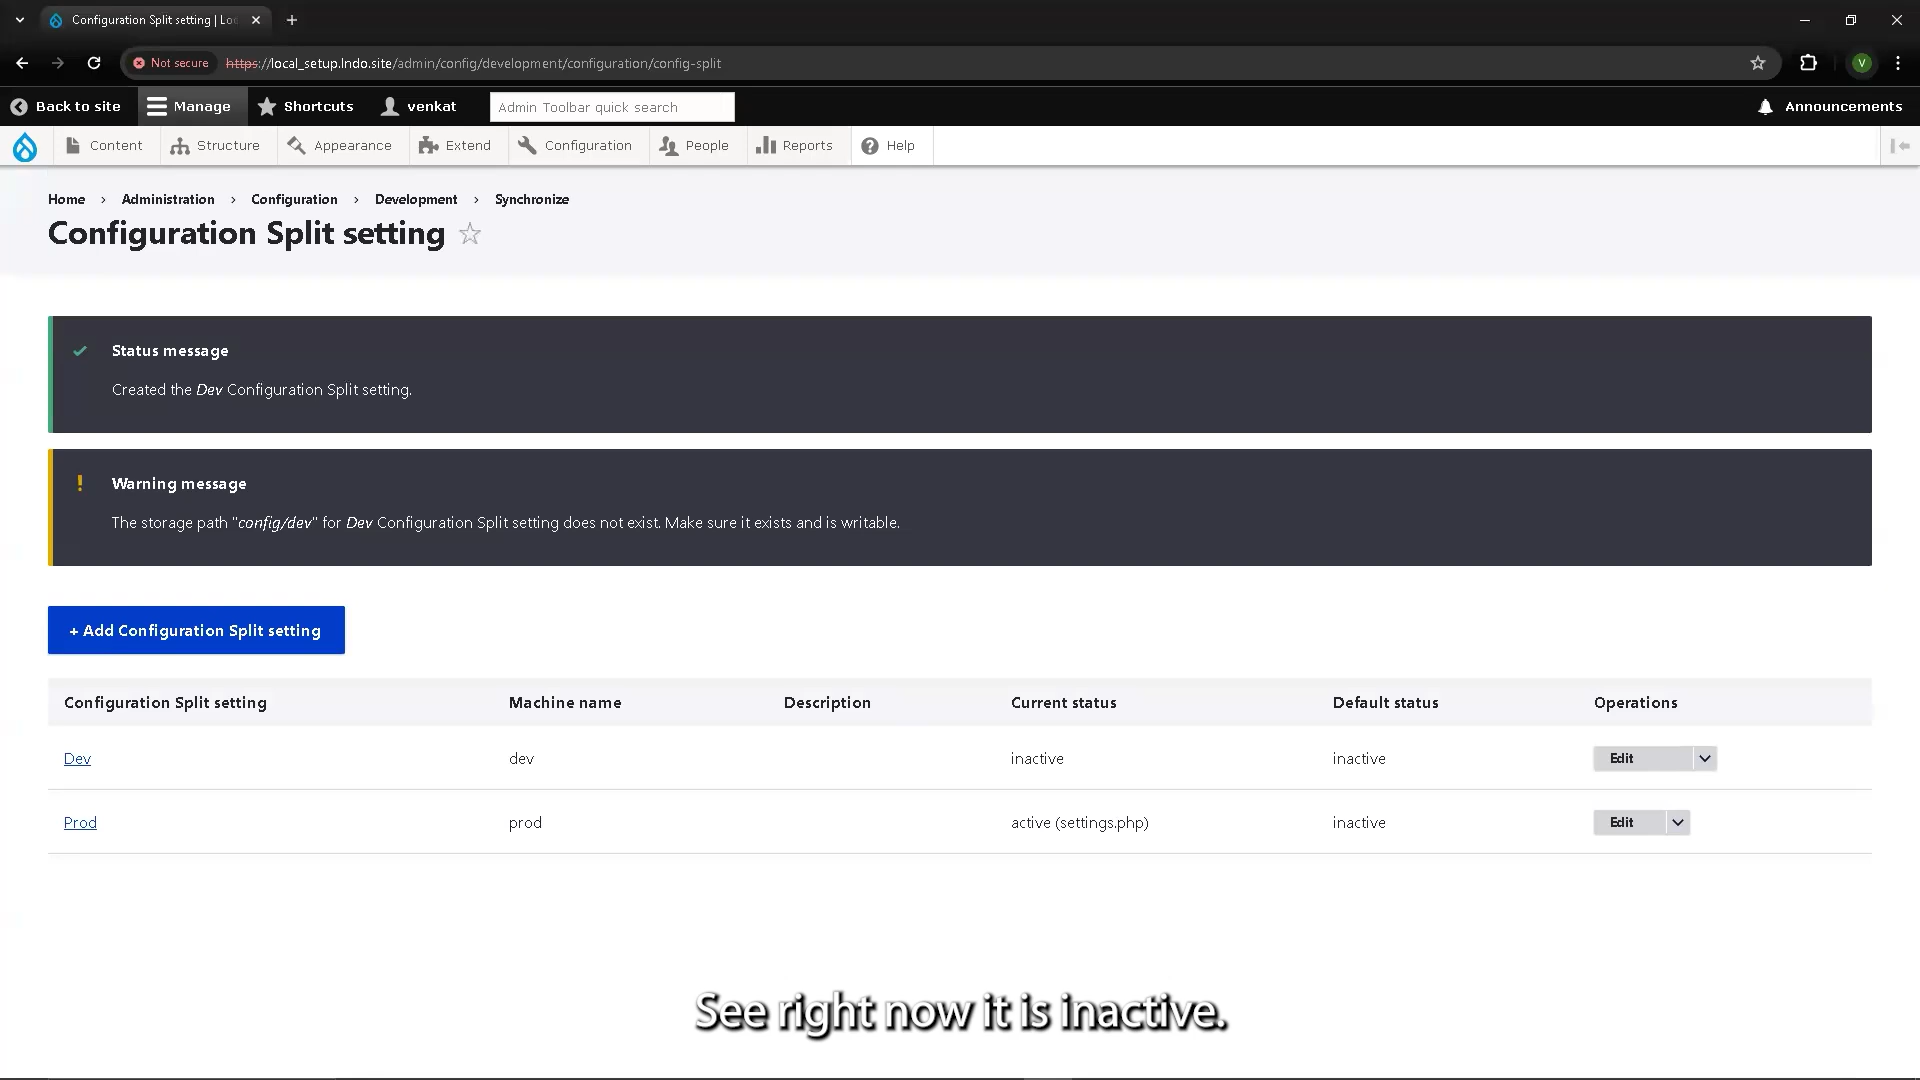 Configuration Split setting | Loc
Not secure https://local_setup.lndo.site/admin/config/development/configuration/config-split
V
Back to site Manage Shortcuts venkat Admin Toolbar quick search Announcements
Content Structure Appearance Extend Configuration People Reports Help
Home › Administration › Configuration › Development › Synchronize
Configuration Split setting
Status message
Created the Dev Configuration Split setting.
Warning message
The storage path "config/dev" for Dev Configuration Split setting does not exist. Make sure it exists and is writable.
+ Add Configuration Split setting
Configuration Split setting Machine name Description Current status Default status Operations
Dev dev inactive inactive Edit
Prod prod active (settings.php) inactive Edit
See right now it is inactive.